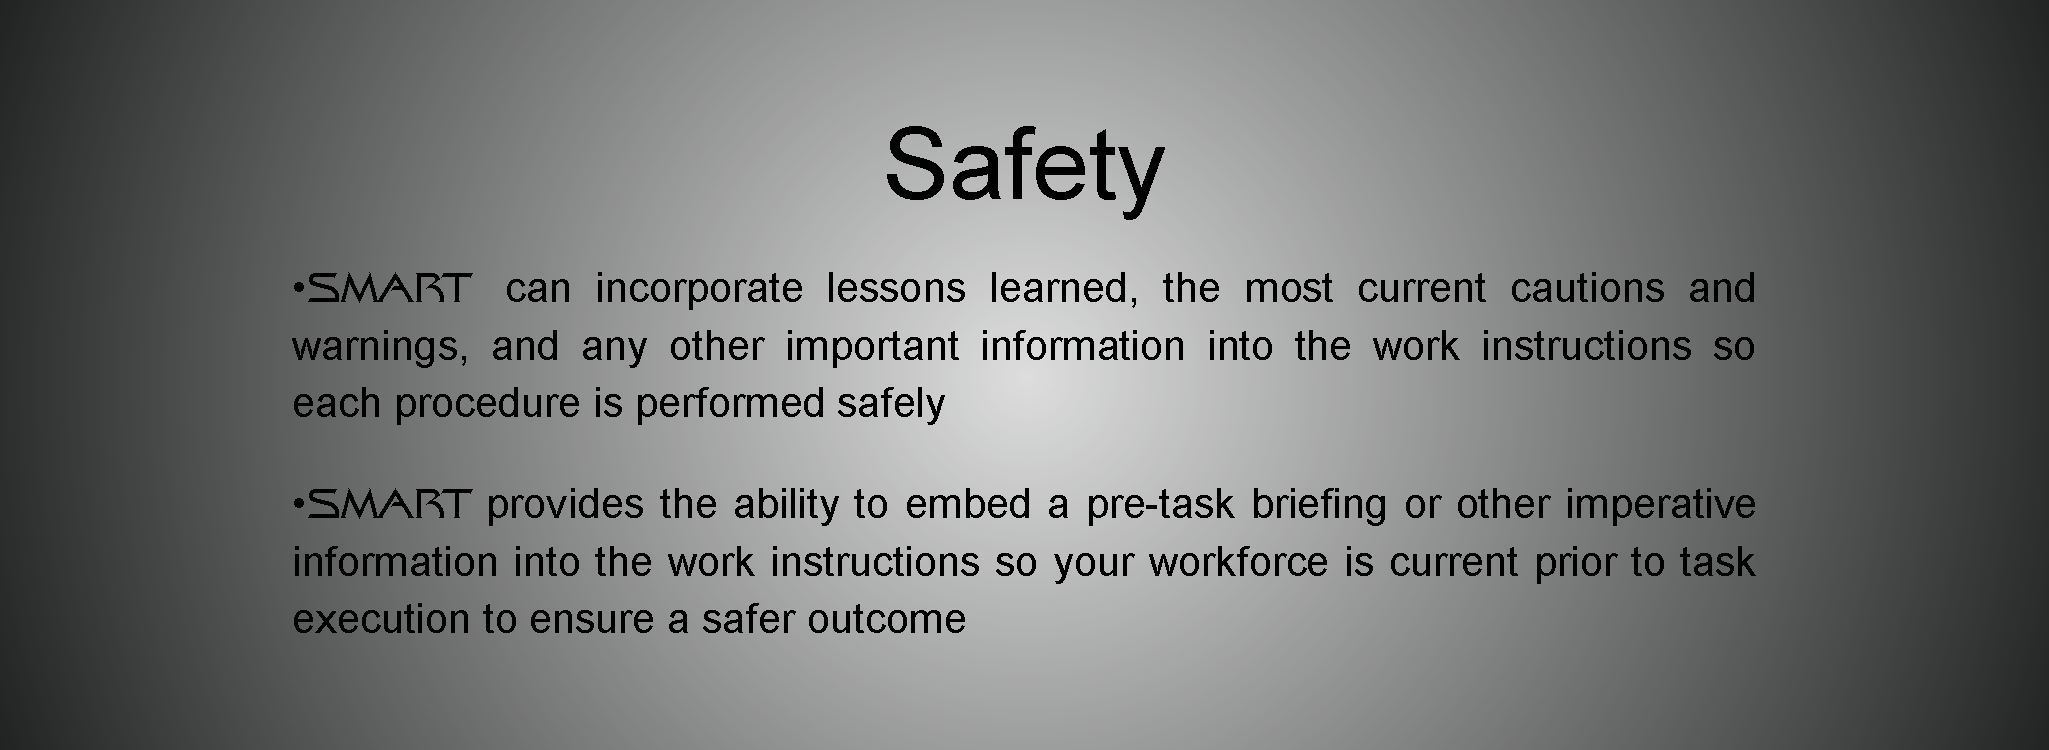 Safety
•SMART can incorporate lessons learned, the most current cautions and
warnings, and any other important information into the work instructions so
each procedure is performed safely
•SMART provides the ability to embed a pre-task briefing or other imperative
information into the work instructions so your workforce is current prior to task
execution to ensure a safer outcome